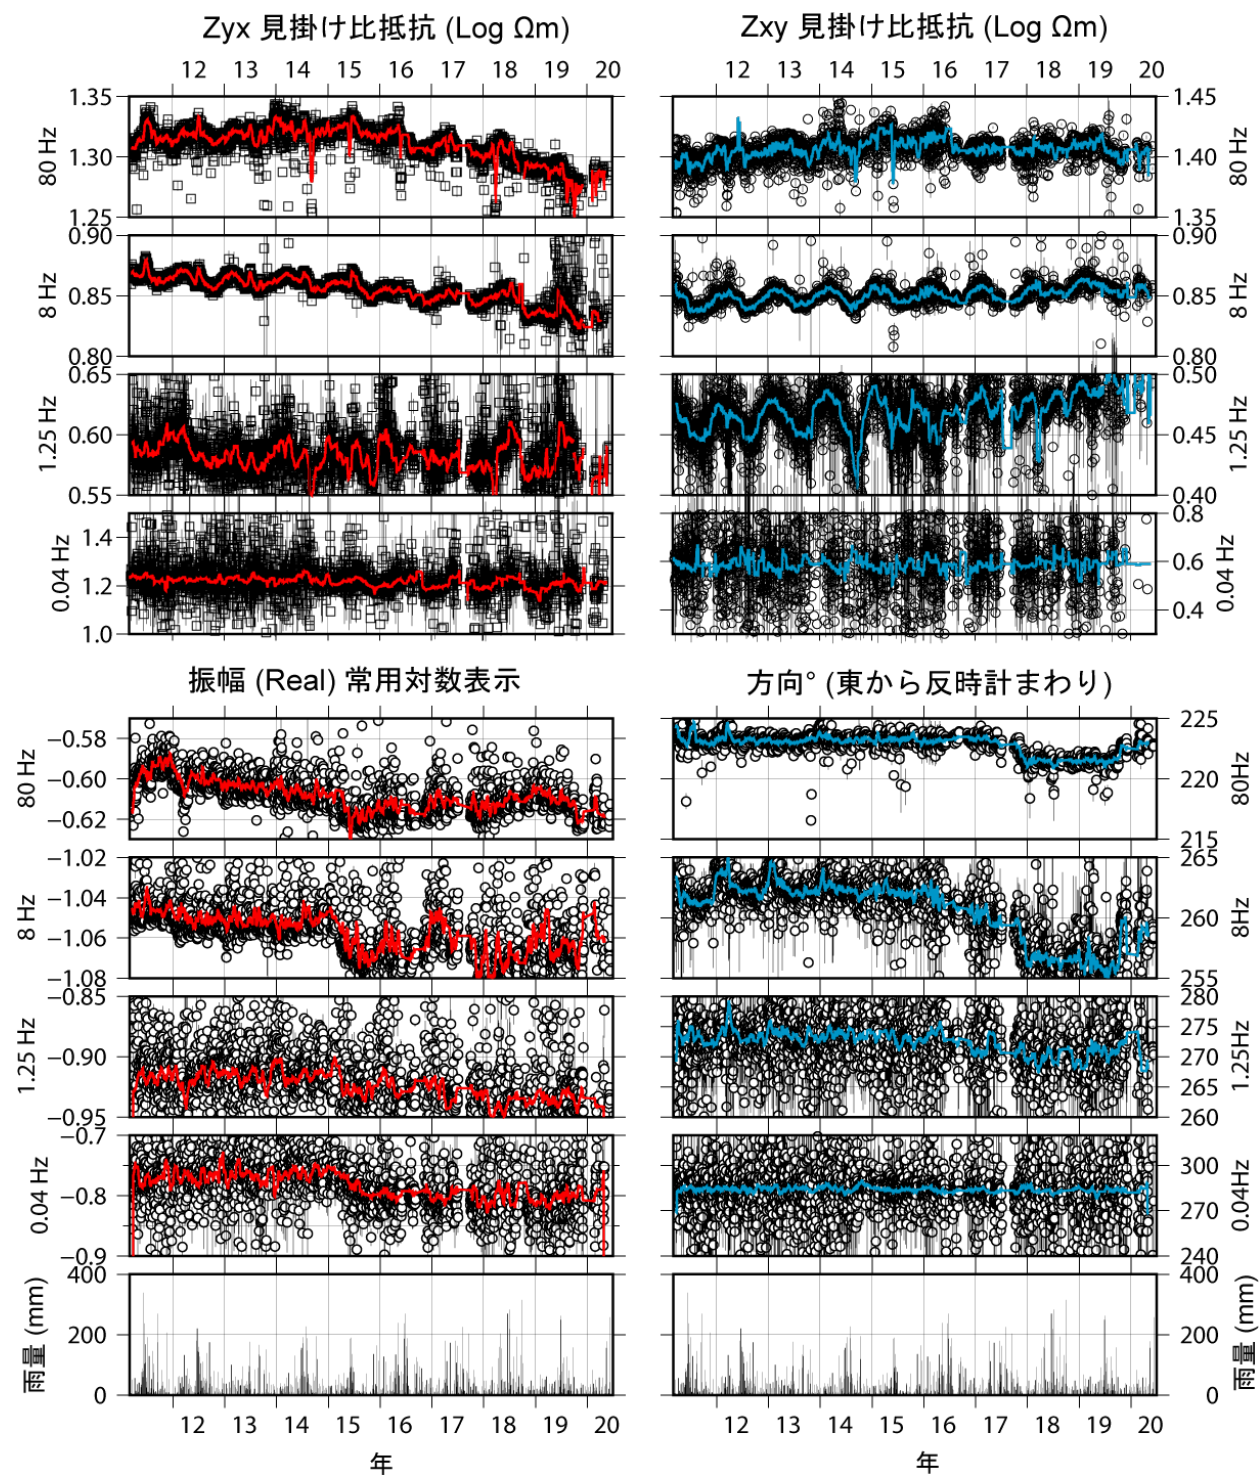 Zyx 見掛け比抵抗 (Log Ωm)
Zxy 見掛け比抵抗 (Log Ωm)
12 13 14 15 16 17 18 19 20
12 13 14 15 16 17 18 19 20
80 Hz
1.35
1.30
1.25
1.45
1.40
1.35
80 Hz
8 Hz
0.90
0.85
0.80
0.90
0.85
0.80
8 Hz
1.25 Hz
0.65
0.60
0.55
0.50
0.45
0.40
1.25 Hz
0.04 Hz
1.4
1.2
1.0
0.8
0.6
0.4
0.04 Hz
振幅 (Real) 常用対数表示
方向° (東から反時計まわり)
80 Hz
−0.58
−0.60
−0.62
225
220
215
80Hz
8 Hz
−1.02
−1.04
−1.06
−1.08
265
260
255
8Hz
1.25 Hz
−0.85
−0.90
−0.95
280
275
270
265
260
1.25Hz
0.04 Hz
−0.7
−0.8
−0.9
300
270
240
0.04Hz
雨量 (mm)
400
200
0
400
200
0
雨量 (mm)
12 13 14 15 16 17 18 19 20
12 13 14 15 16 17 18 19 20
年
年